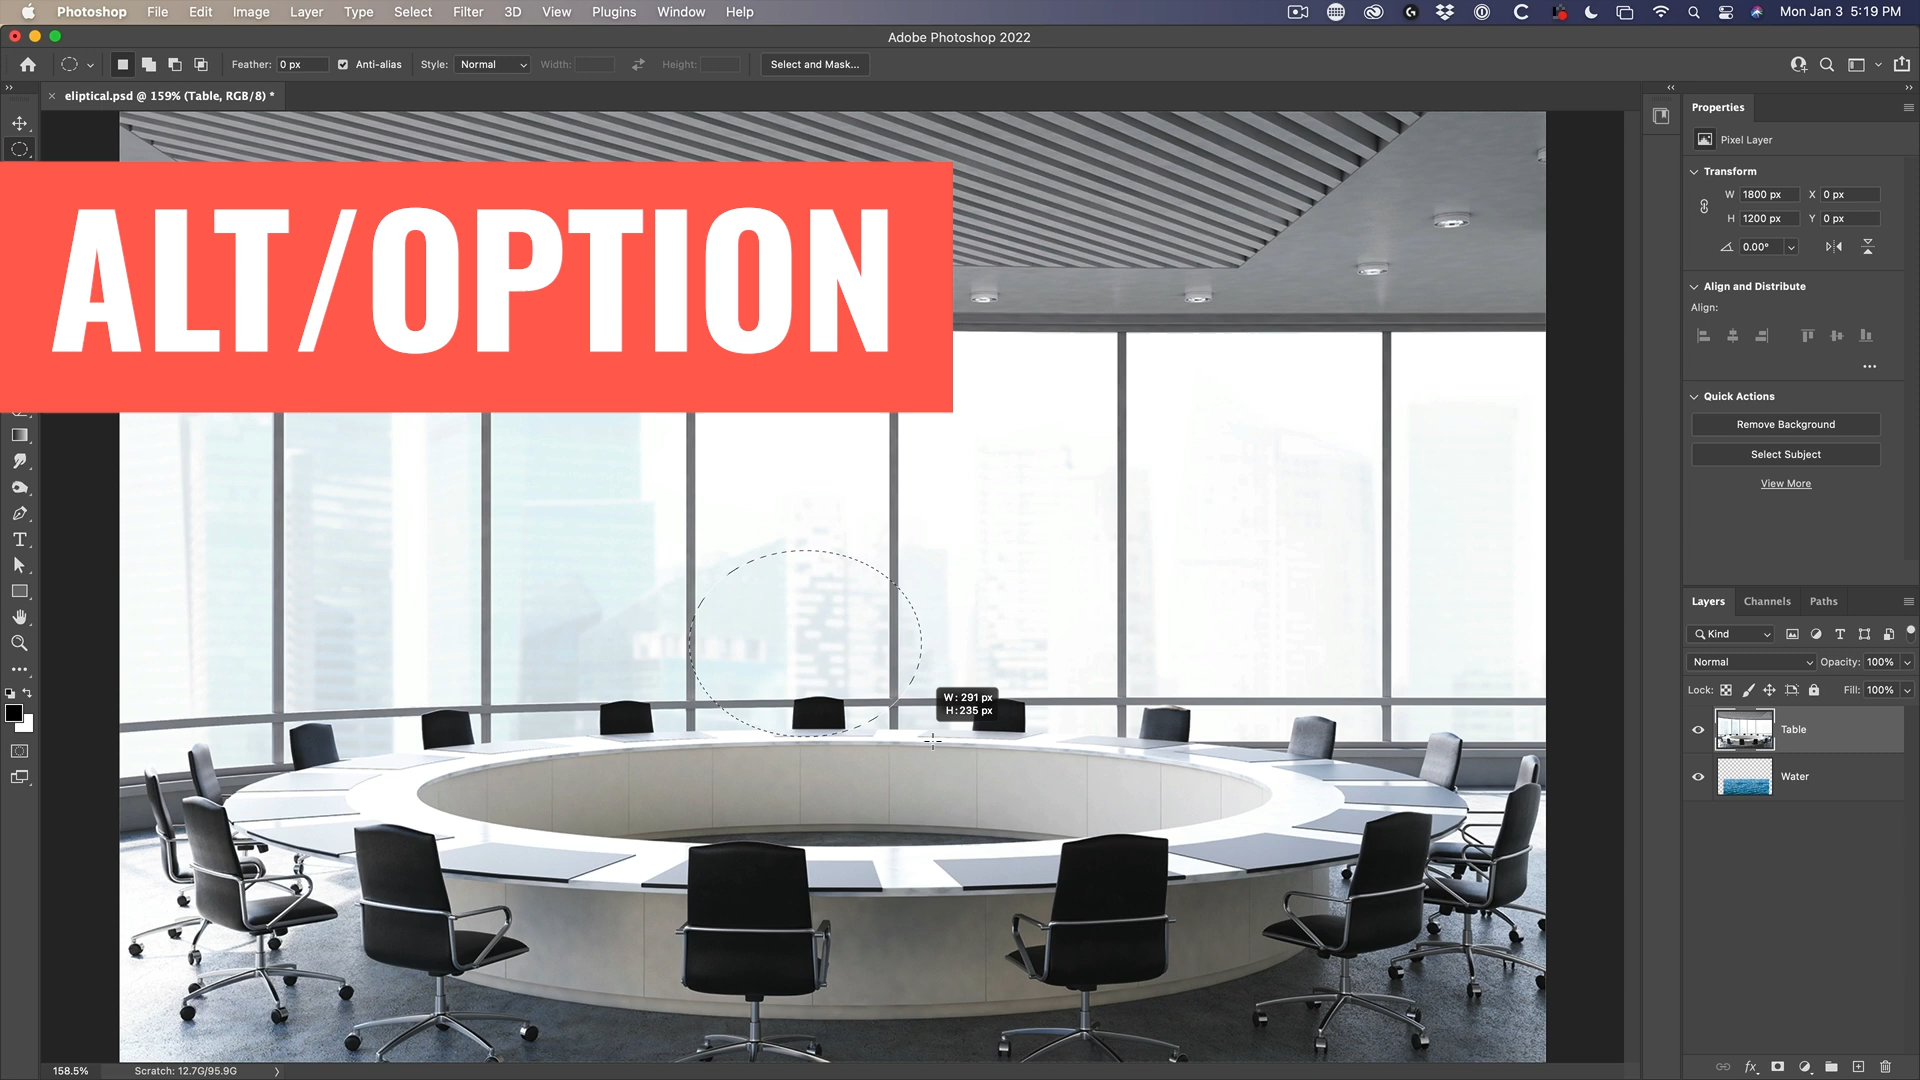 Photoshop File Edit Image Layer Type Select Filter 3D View Plugins Window Help Mon Jan 3 5:19 PM
Adobe Photoshop 2022
Feather: 0 px Anti-alias Style: Normal Width: Height: Select and Mask...
eliptical.psd @ 159% (Table, RGB/8) *
ALT/OPTION
W: 291 px
H: 235 px
158.5% Scratch: 12.7G/95.9G
Properties
Pixel Layer
Transform
W 1800 px X 0 px
H 1200 px Y 0 px
0.00°
Align and Distribute
Align:
Quick Actions
Remove Background
Select Subject
View More
Layers Channels Paths
Kind
Normal Opacity: 100%
Lock: Fill: 100%
Table
Water